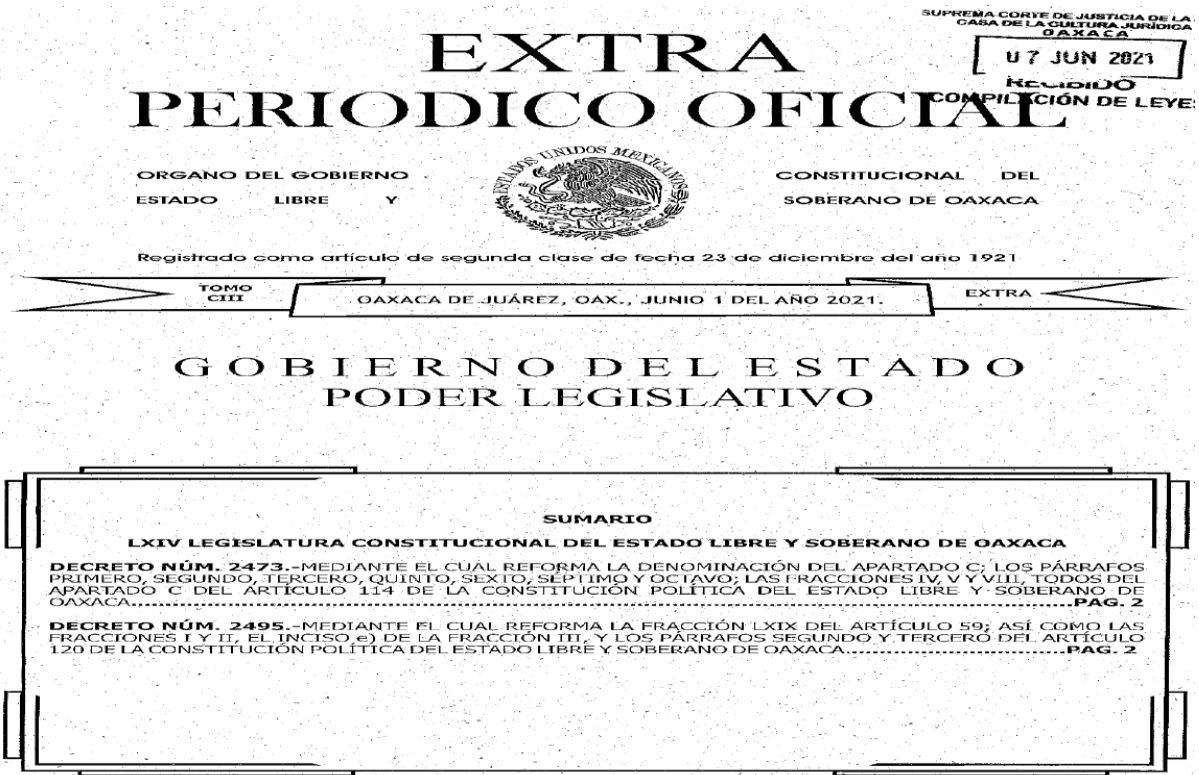 SUPREMA CORTE DE JUSTICIA DE LA
CASA DE LA CULTURA JURÍDICA
OAXACA
07 JUN 2021
RECIBIDO
COMPILACIÓN DE LEYES
EXTRA
PERIODICO OFICIAL
ORGANO DEL GOBIERNO CONSTITUCIONAL DEL
ESTADO LIBRE Y SOBERANO DE OAXACA
ESTADOS UNIDOS MEXICANOS
Registrado como artículo de segunda clase de fecha 23 de diciembre del año 1921
TOMO
CIII
OAXACA DE JUÁREZ, OAX., JUNIO 1 DEL AÑO 2021.
EXTRA
GOBIERNO DEL ESTADO
PODER LEGISLATIVO
SUMARIO
LXIV LEGISLATURA CONSTITUCIONAL DEL ESTADO LIBRE Y SOBERANO DE OAXACA
DECRETO NÚM. 2473.-MEDIANTE EL CUAL REFORMA LA DENOMINACIÓN DEL APARTADO C; LOS PÁRRAFOS
PRIMERO, SEGUNDO, TERCERO, QUINTO, SEXTO, SÉPTIMO Y OCTAVO; LAS FRACCIONES IV, V Y VIII, TODOS DEL
APARTADO C DEL ARTÍCULO 114 DE LA CONSTITUCIÓN POLÍTICA DEL ESTADO LIBRE Y SOBERANO DE
OAXACA....................PAG. 2
DECRETO NÚM. 2495.-MEDIANTE EL CUAL REFORMA LA FRACCIÓN LXIX DEL ARTÍCULO 59; ASÍ COMO LAS
FRACCIONES I Y II, EL INCISO e) DE LA FRACCIÓN III, Y LOS PÁRRAFOS SEGUNDO Y TERCERO DEL ARTÍCULO
120 DE LA CONSTITUCIÓN POLÍTICA DEL ESTADO LIBRE Y SOBERANO DE OAXACA....................PAG. 2